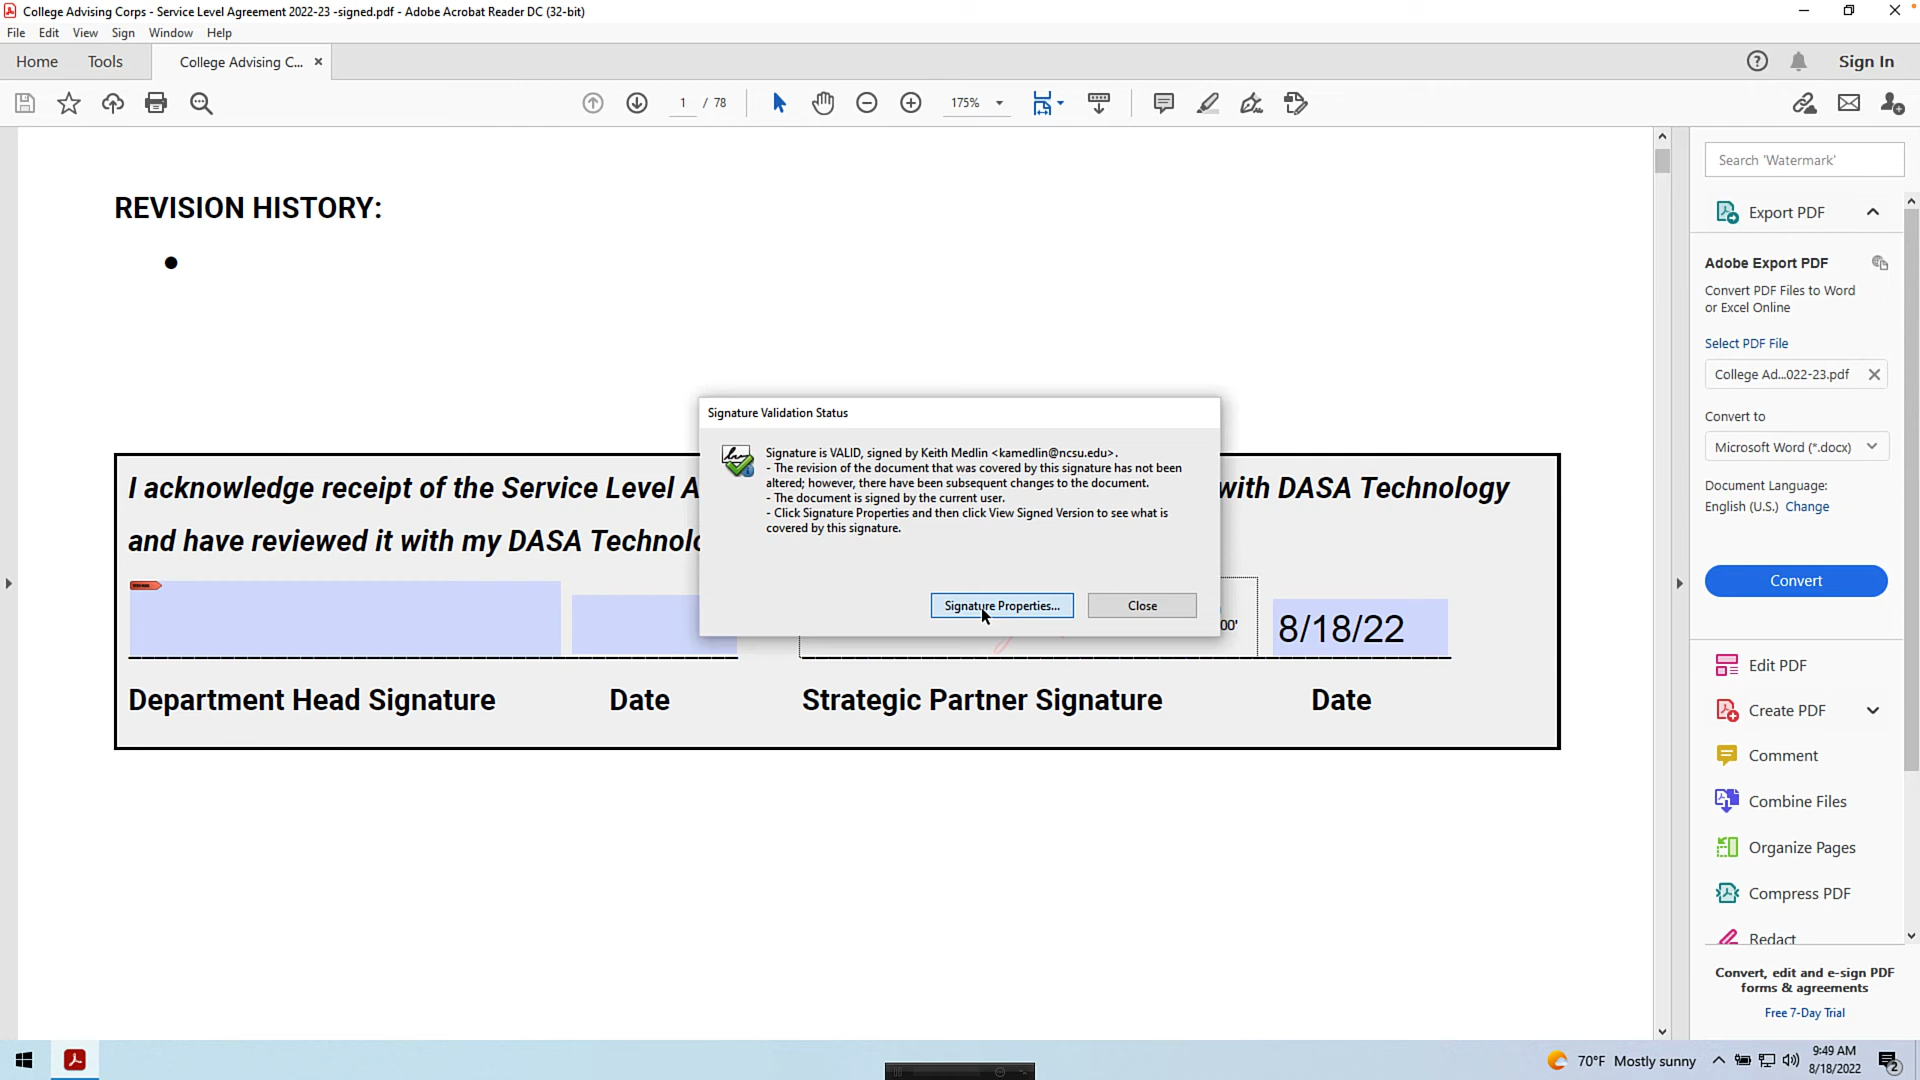 College Advising Corps - Service Level Agreement 2022-23 -signed.pdf - Adobe Acrobat Reader DC (32-bit)
File Edit View Sign Window Help
Home Tools College Advising C... Sign In
1 / 78 175%
Search 'Watermark'
REVISION HISTORY:
Export PDF
Adobe Export PDF
Convert PDF Files to Word
or Excel Online
Select PDF File
College Ad...022-23.pdf
Convert to
Microsoft Word (*.docx)
Document Language:
English (U.S.) Change
Convert
Signature Validation Status
Signature is VALID, signed by Keith Medlin <kamedlin@ncsu.edu>.
- The revision of the document that was covered by this signature has not been
altered; however, there have been subsequent changes to the document.
- The document is signed by the current user.
- Click Signature Properties and then click View Signed Version to see what is
covered by this signature.
Signature Properties... Close
I acknowledge receipt of the Service Level A with DASA Technology
and have reviewed it with my DASA Technolo
00' 8/18/22
Department Head Signature Date Strategic Partner Signature Date
Edit PDF
Create PDF
Comment
Combine Files
Organize Pages
Compress PDF
Redact
Convert, edit and e-sign PDF
forms & agreements
Free 7-Day Trial
70°F Mostly sunny
9:49 AM
8/18/2022
2